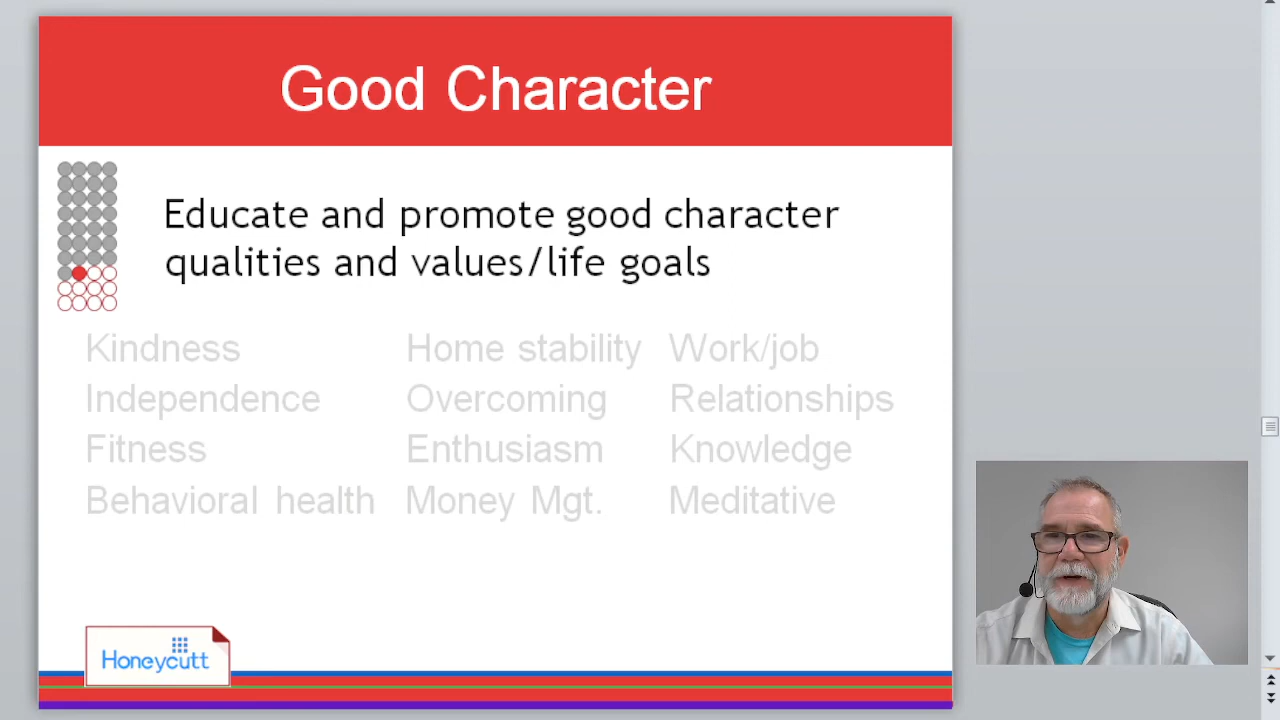 Good Character
Educate and promote good character
qualities and values/life goals
Kindness Home stability Work/job
Independence Overcoming Relationships
Fitness Enthusiasm Knowledge
Behavioral health Money Mgt. Meditative
Honeycutt